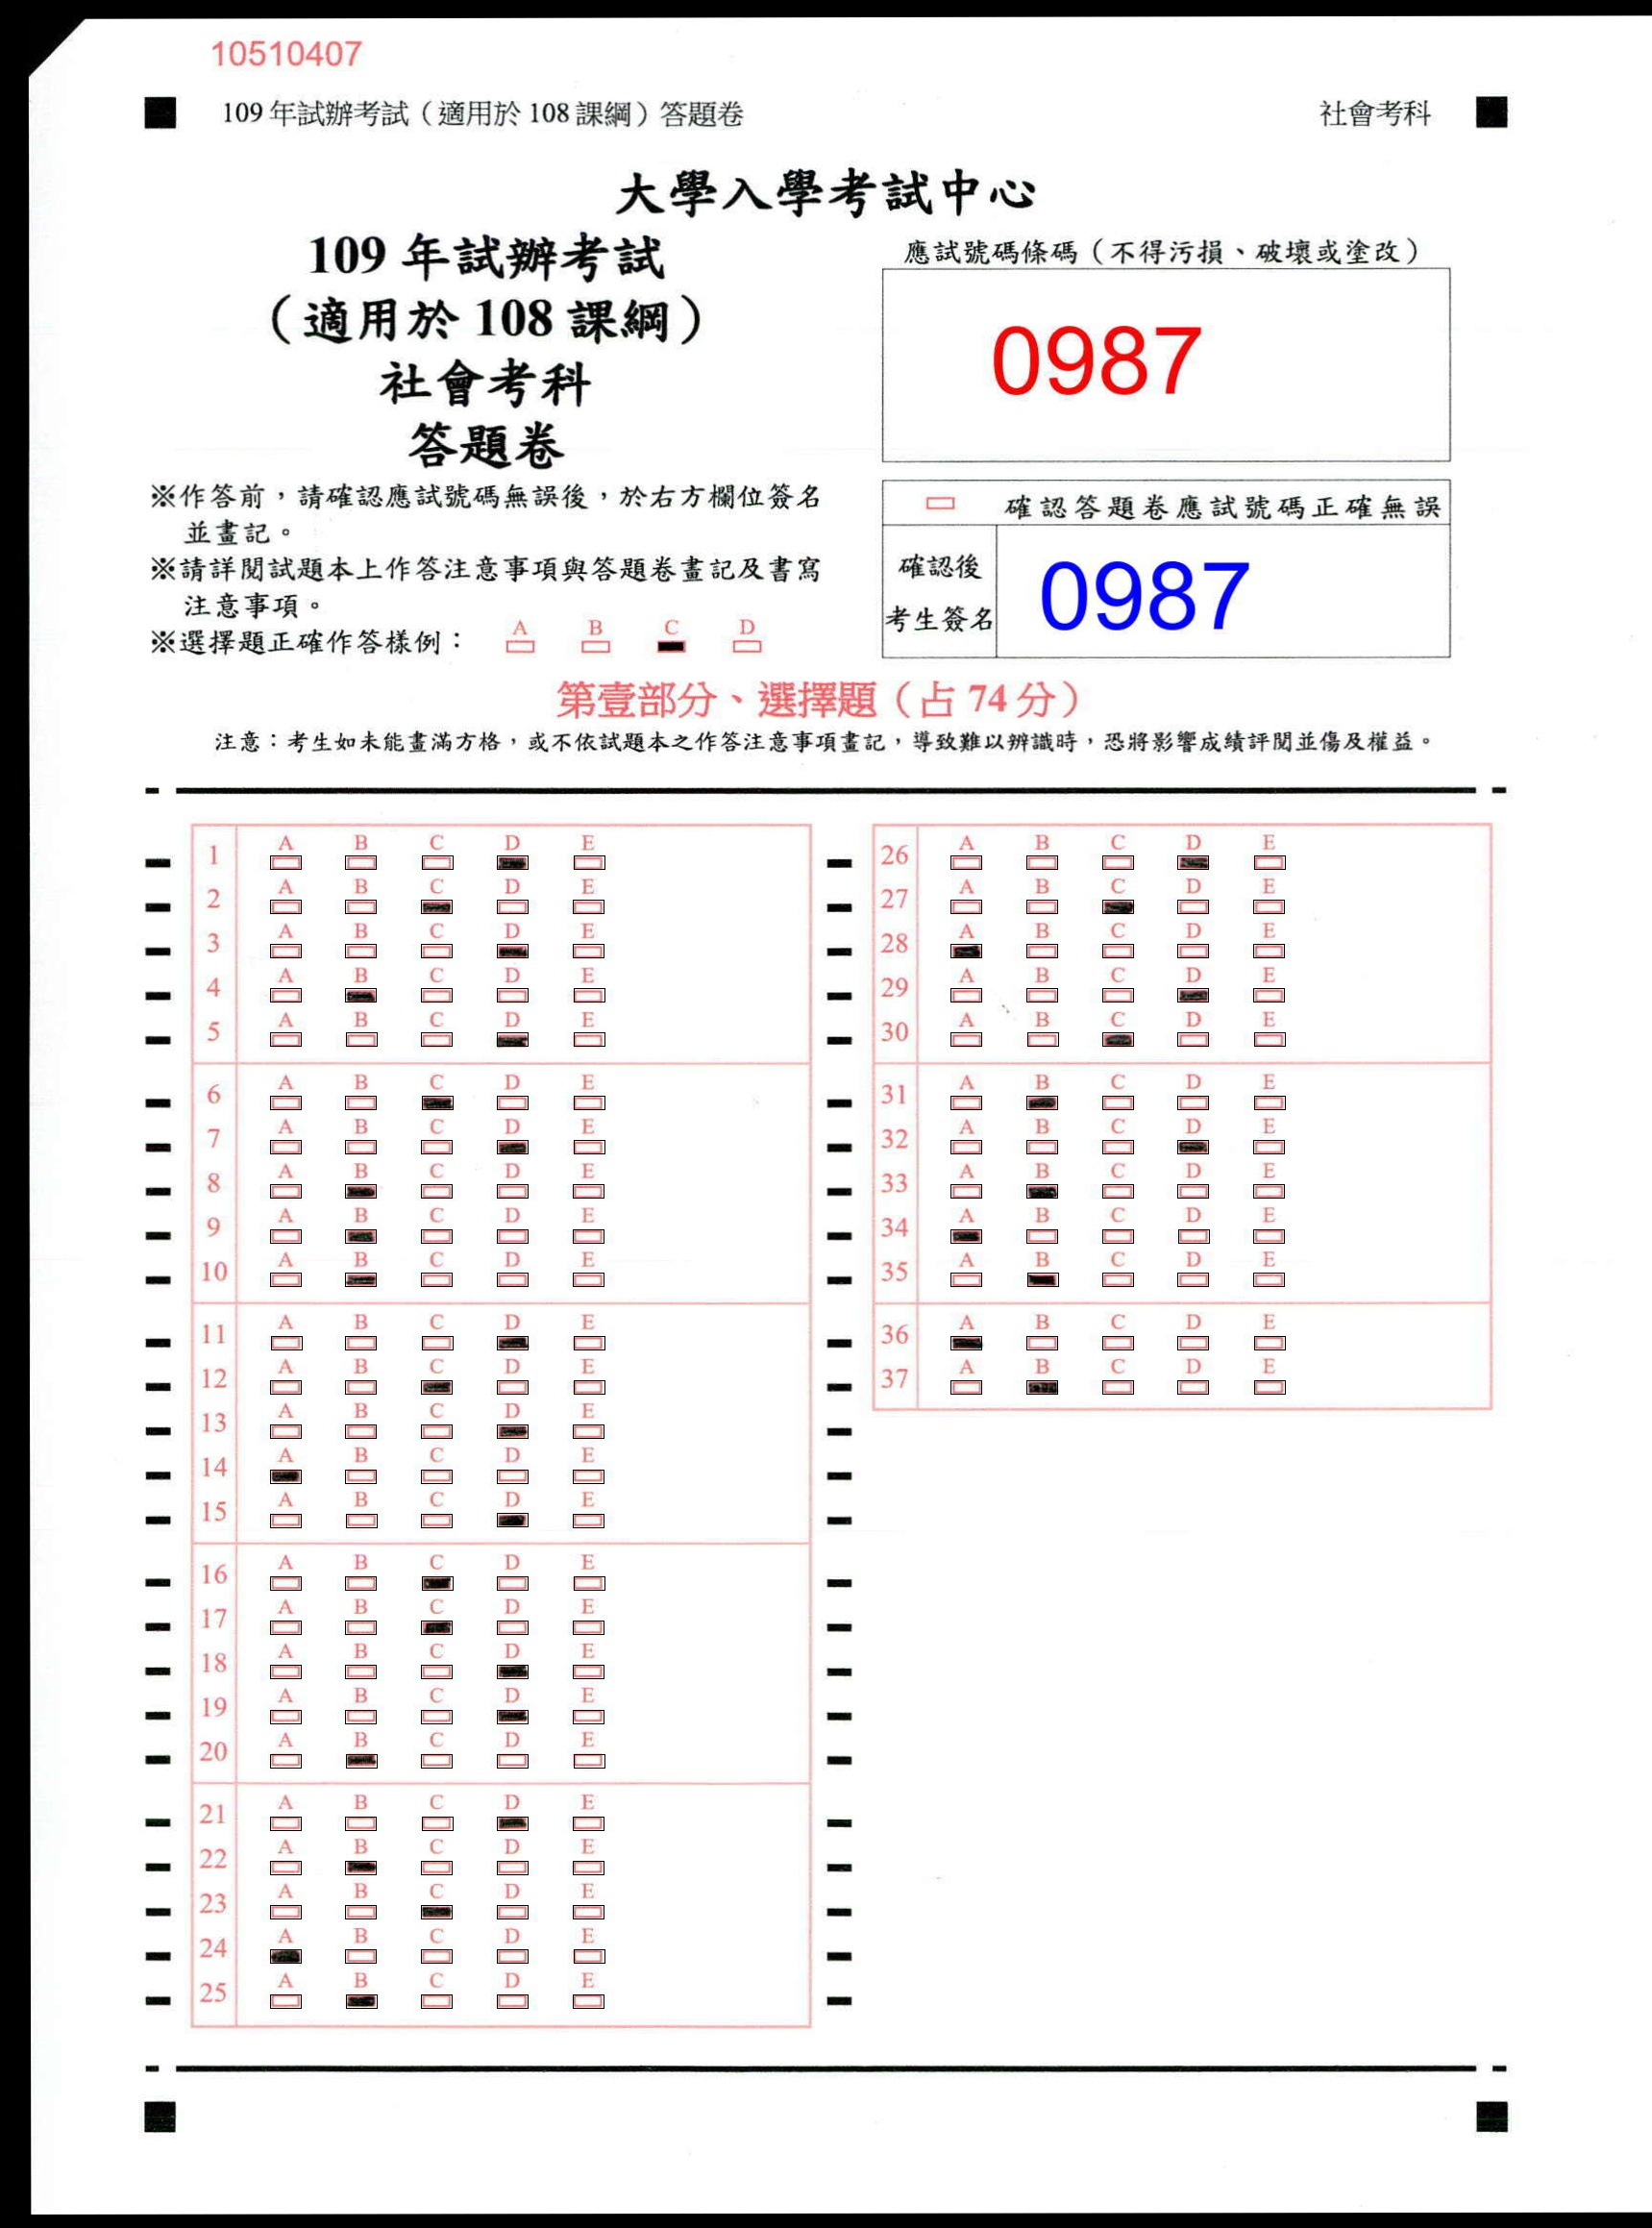 10510407
109 年試辦考試（適用於 108 課綱）答題卷 社會考科
大學入學考試中心
109 年試辦考試
（適用於 108 課綱）
社會考科
答題卷
應試號碼條碼（不得污損、破壞或塗改）
0987
※作答前，請確認應試號碼無誤後，於右方欄位簽名
並畫記。
※請詳閱試題本上作答注意事項與答題卷畫記及書寫
注意事項。
※選擇題正確作答樣例： A B C D
確認答題卷應試號碼正確無誤
確認後
考生簽名
0987
第壹部分、選擇題（占 74 分）
注意：考生如未能畫滿方格，或不依試題本之作答注意事項畫記，導致難以辨識時，恐將影響成績評閱並傷及權益。
1 A B C D E
2 A B C D E
3 A B C D E
4 A B C D E
5 A B C D E
6 A B C D E
7 A B C D E
8 A B C D E
9 A B C D E
10 A B C D E
11 A B C D E
12 A B C D E
13 A B C D E
14 A B C D E
15 A B C D E
16 A B C D E
17 A B C D E
18 A B C D E
19 A B C D E
20 A B C D E
21 A B C D E
22 A B C D E
23 A B C D E
24 A B C D E
25 A B C D E
26 A B C D E
27 A B C D E
28 A B C D E
29 A B C D E
30 A B C D E
31 A B C D E
32 A B C D E
33 A B C D E
34 A B C D E
35 A B C D E
36 A B C D E
37 A B C D E